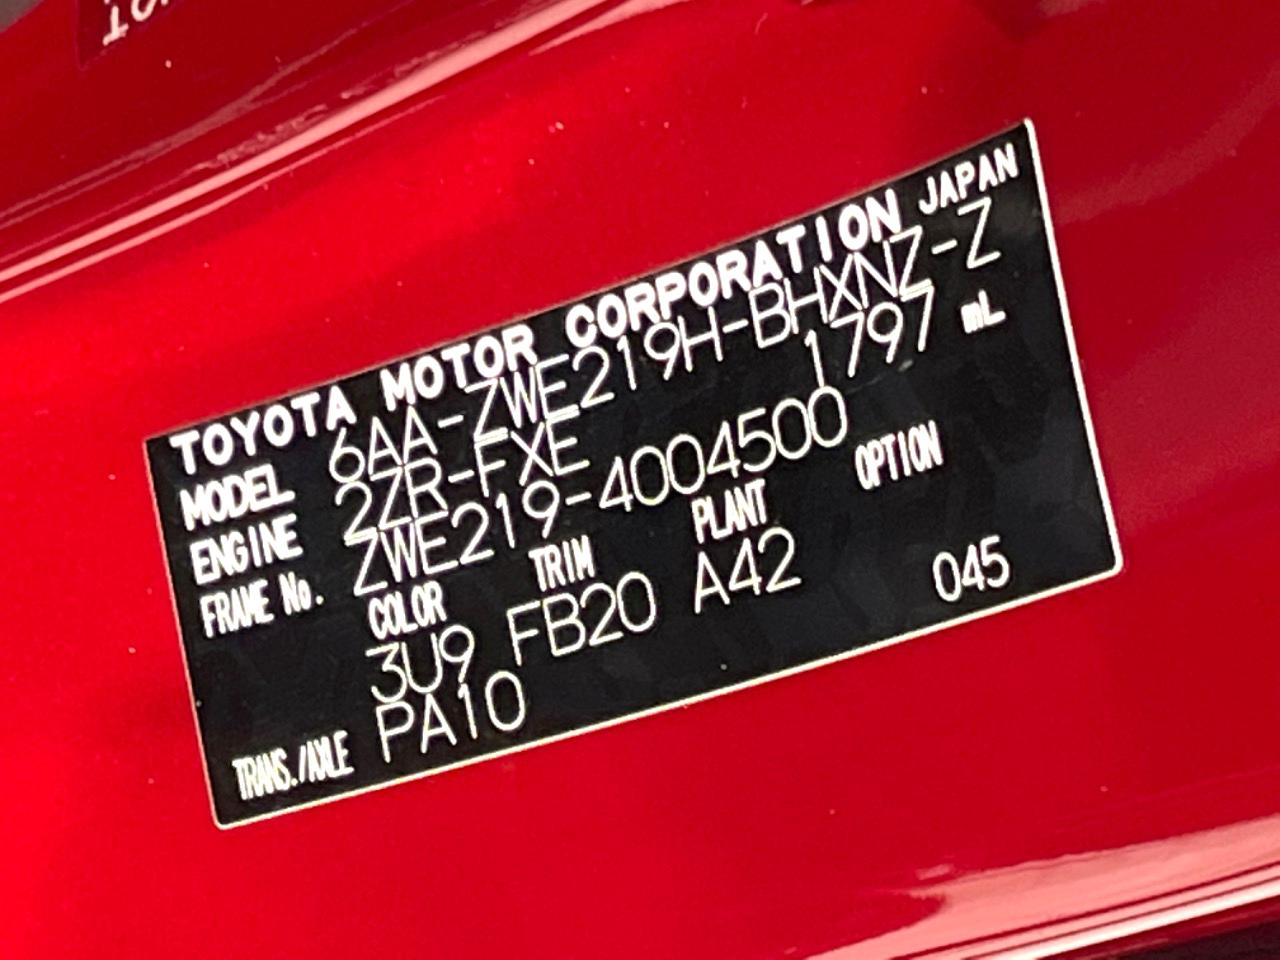 TOYOTA MOTOR CORPORATION JAPAN
MODEL 6AA-ZWE219H-BHXNZ-Z
ENGINE 2ZR-FXE 1797 mL
FRAME No. ZWE219-4004500
COLOR TRIM PLANT OPTION
3U9 FB20 A42 045
TRANS./AXLE PA10